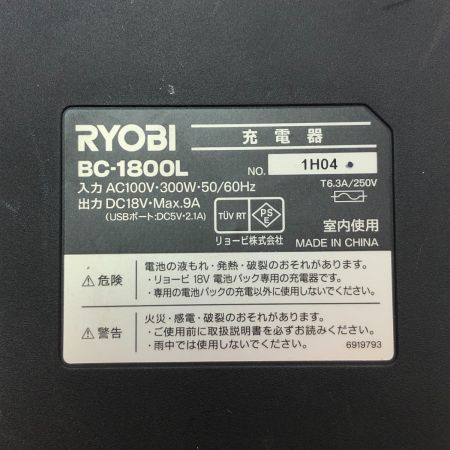 RYOBI
充電器
BC-1800L
NO. 1H04
入力 AC100V・300W・50/60Hz
T6.3A/250V
出力 DC18V・Max.9A
(USBポート:DC5V・2.1A)
TÜV RT
PS
E
室内使用
リョービ株式会社
MADE IN CHINA
⚠危険
電池の液もれ・発熱・破裂のおそれがあります。
・リョービ 18V 電池パック専用の充電器です。
・専用の電池パックの充電以外に使用しないでください。
⚠警告
火災・感電・破裂のおそれがあります。
・ご使用前に取扱説明書を必ずお読みください。
・雨中では使用しないでください。
6919793